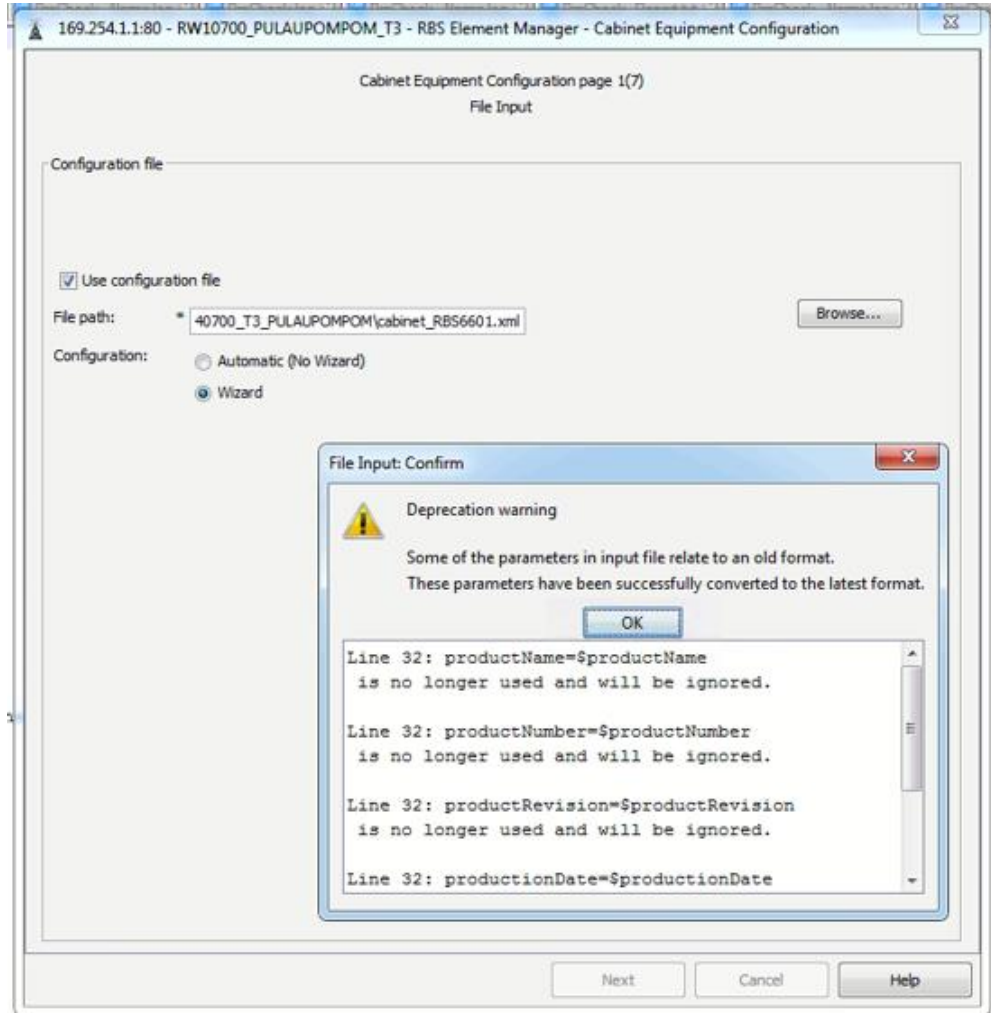 169.254.1.1:80 - RW10700_PULAUPOMPOM_T3 - RBS Element Manager - Cabinet Equipment Configuration
Cabinet Equipment Configuration page 1(7)
File Input
Configuration file
Use configuration file
File path: * 40700_T3_PULAUPOMPOM\cabinet_RBS6601.xml Browse...
Configuration: Automatic (No Wizard)
Wizard
File Input: Confirm
Deprecation warning
Some of the parameters in input file relate to an old format.
These parameters have been successfully converted to the latest format.
OK
Line 32: productName=$productName
is no longer used and will be ignored.
Line 32: productNumber=$productNumber
is no longer used and will be ignored.
Line 32: productRevision=$productRevision
is no longer used and will be ignored.
Line 32: productionDate=$productionDate
Next Cancel Help